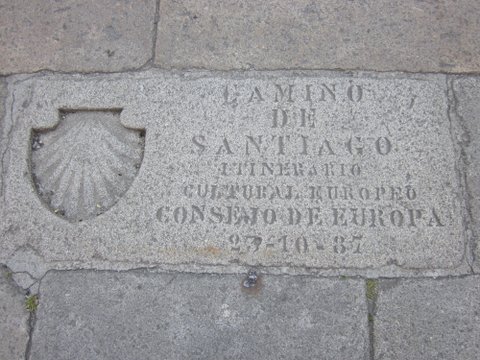 CAMINO
DE
SANTIAGO
ITINERARIO
CULTURAL EUROPEO
CONSEJO DE EUROPA
23-10-87